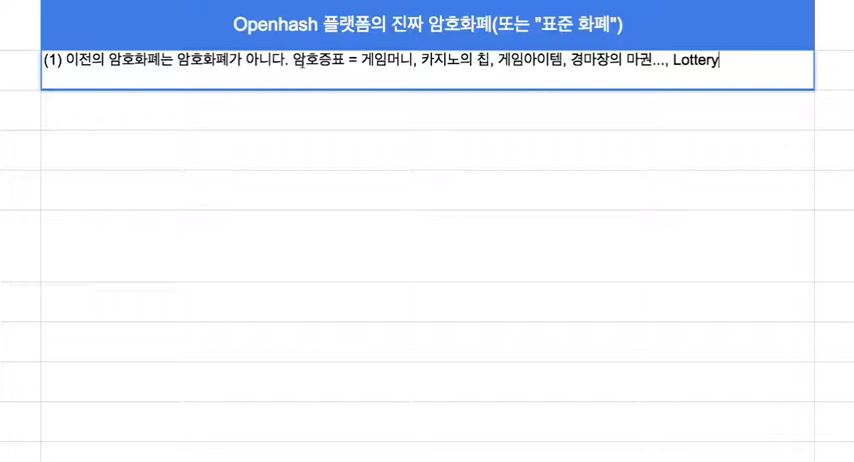 Openhash 플랫폼의 진짜 암호화폐(또는 "표준 화폐")
(1) 이전의 암호화폐는 암호화폐가 아니다. 암호증표 = 게임머니, 카지노의 칩, 게임아이템, 경마장의 마권..., Lottery